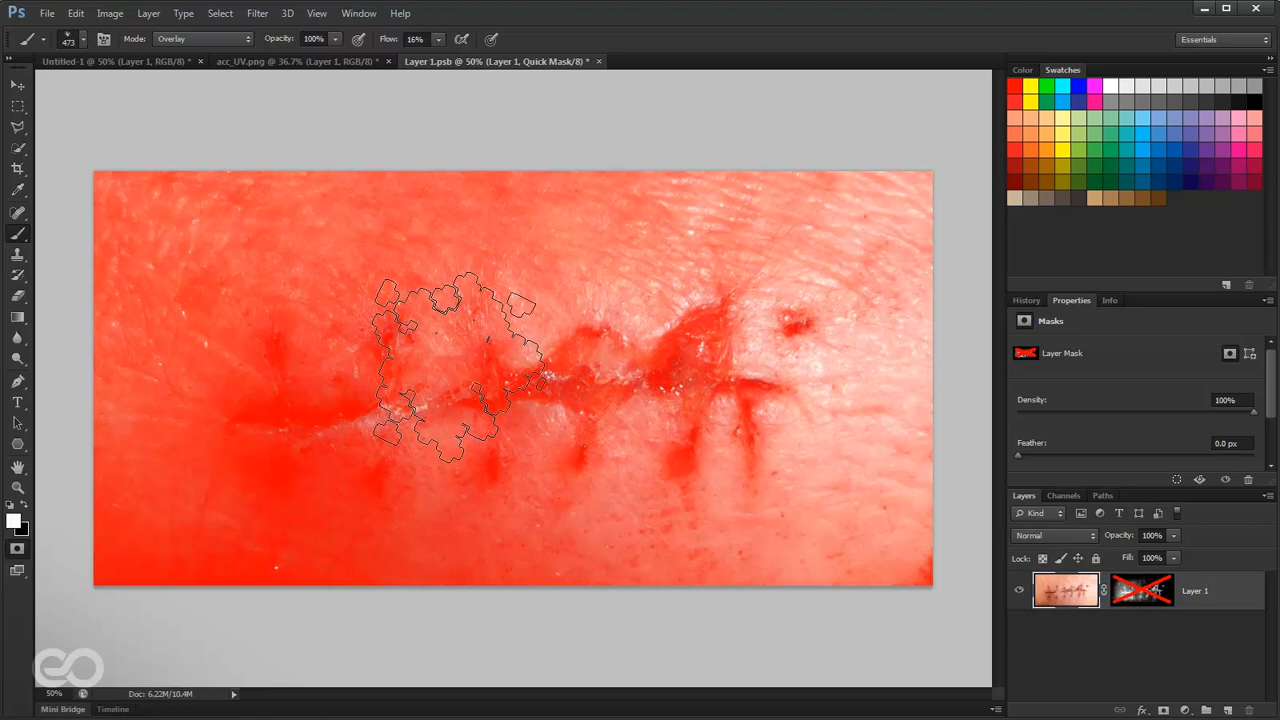 Ps File Edit Image Layer Type Select Filter 3D View Window Help
473 Mode: Overlay Opacity: 100% Flow: 16% Essentials
Untitled-1 @ 50% (Layer 1, RGB/8) * × acc_UV.png @ 36.7% (Layer 1, RGB/8) * × Layer 1.psb @ 50% (Layer 1, Quick Mask/8) * ×
Color Swatches
History Properties Info
Masks
Layer Mask
Density: 100%
Feather: 0.0 px
Layers Channels Paths
Kind
Normal Opacity: 100%
Lock: Fill: 100%
Layer 1
50% Doc: 6.22M/10.4M
Mini Bridge Timeline